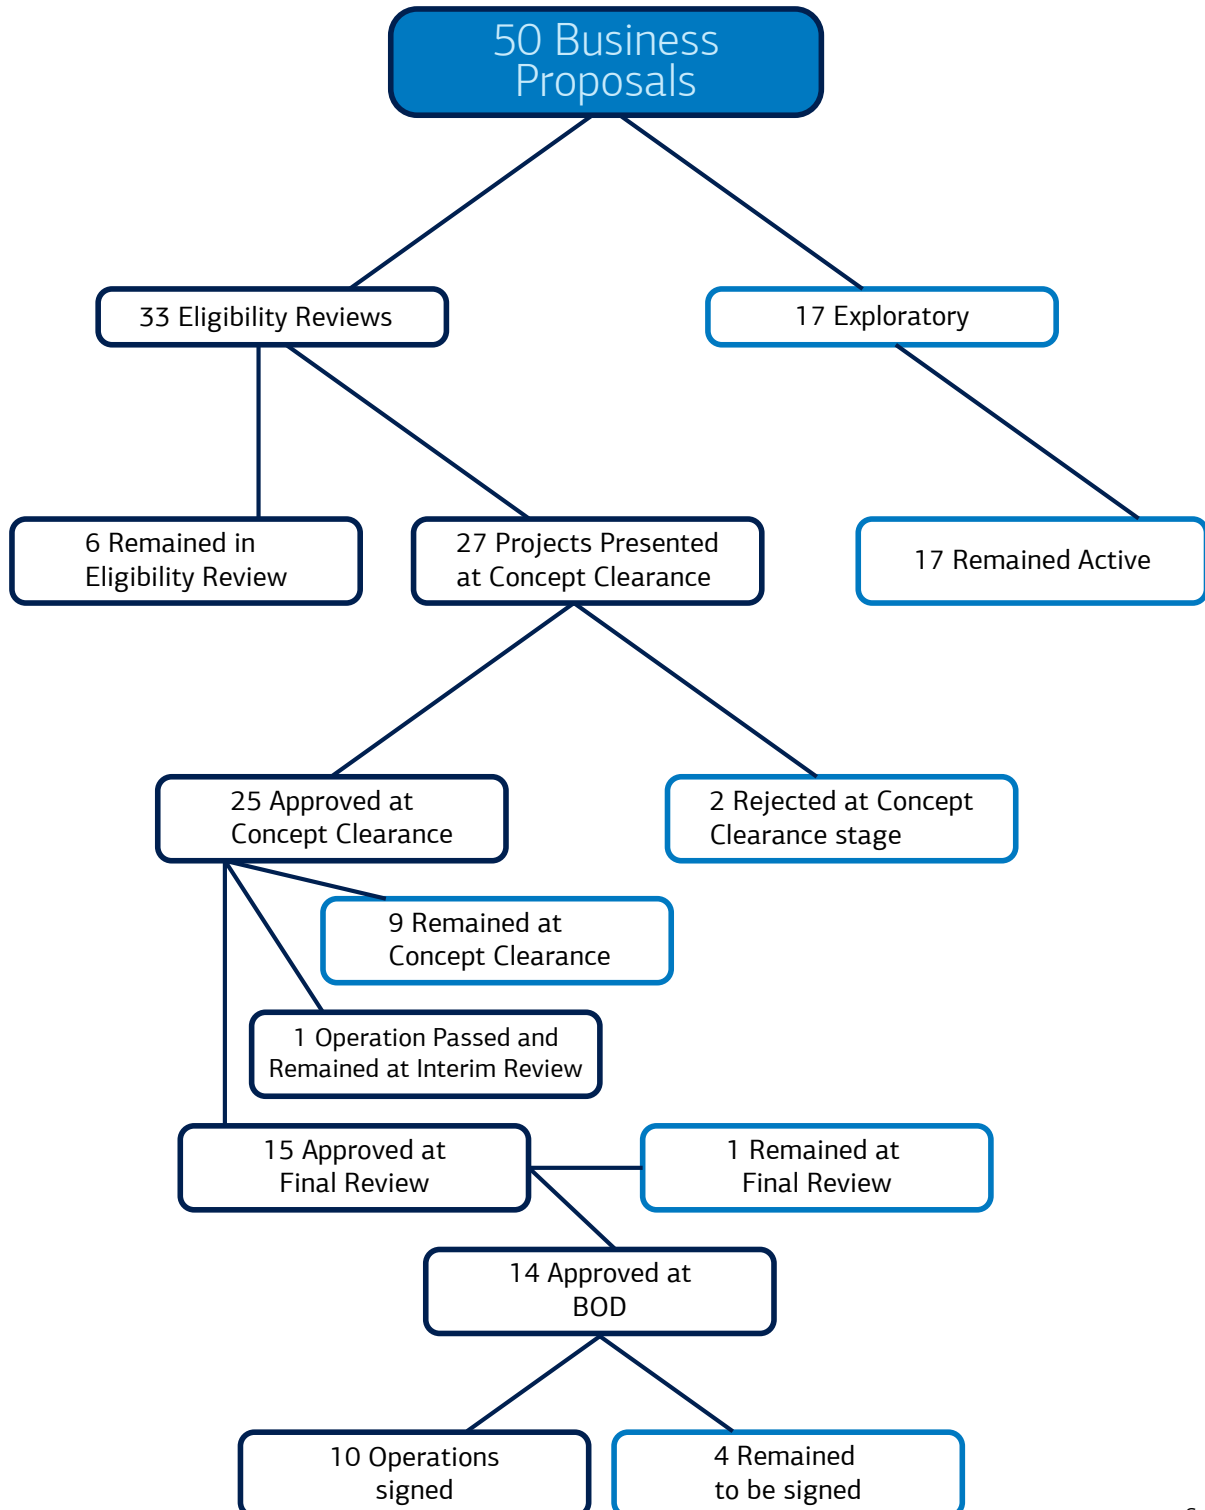 50 Business
Proposals
33 Eligibility Reviews
17 Exploratory
6 Remained in
Eligibility Review
27 Projects Presented
at Concept Clearance
17 Remained Active
25 Approved at
Concept Clearance
2 Rejected at Concept
Clearance stage
9 Remained at
Concept Clearance
1 Operation Passed and
Remained at Interim Review
15 Approved at
Final Review
1 Remained at
Final Review
14 Approved at
BOD
10 Operations
signed
4 Remained
to be signed